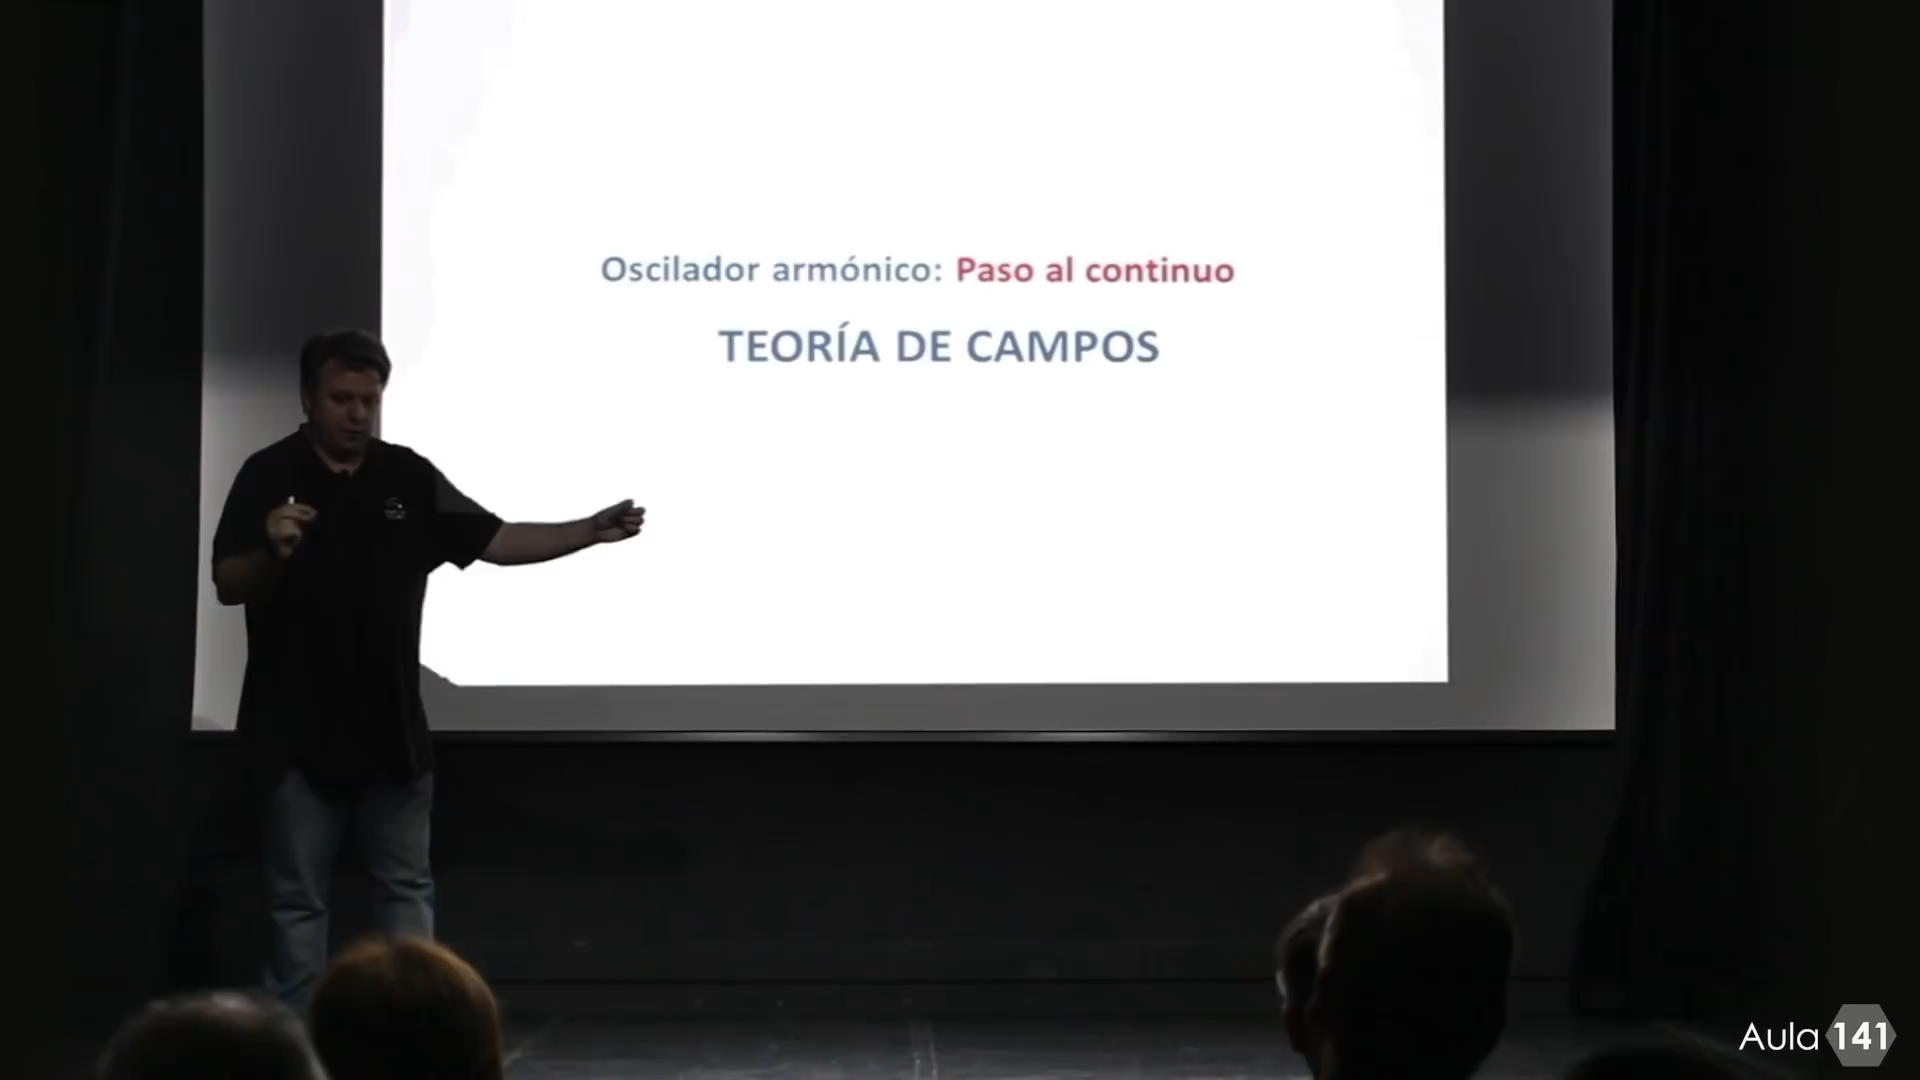 Oscilador armónico: Paso al continuo
TEORÍA DE CAMPOS
Aula 141